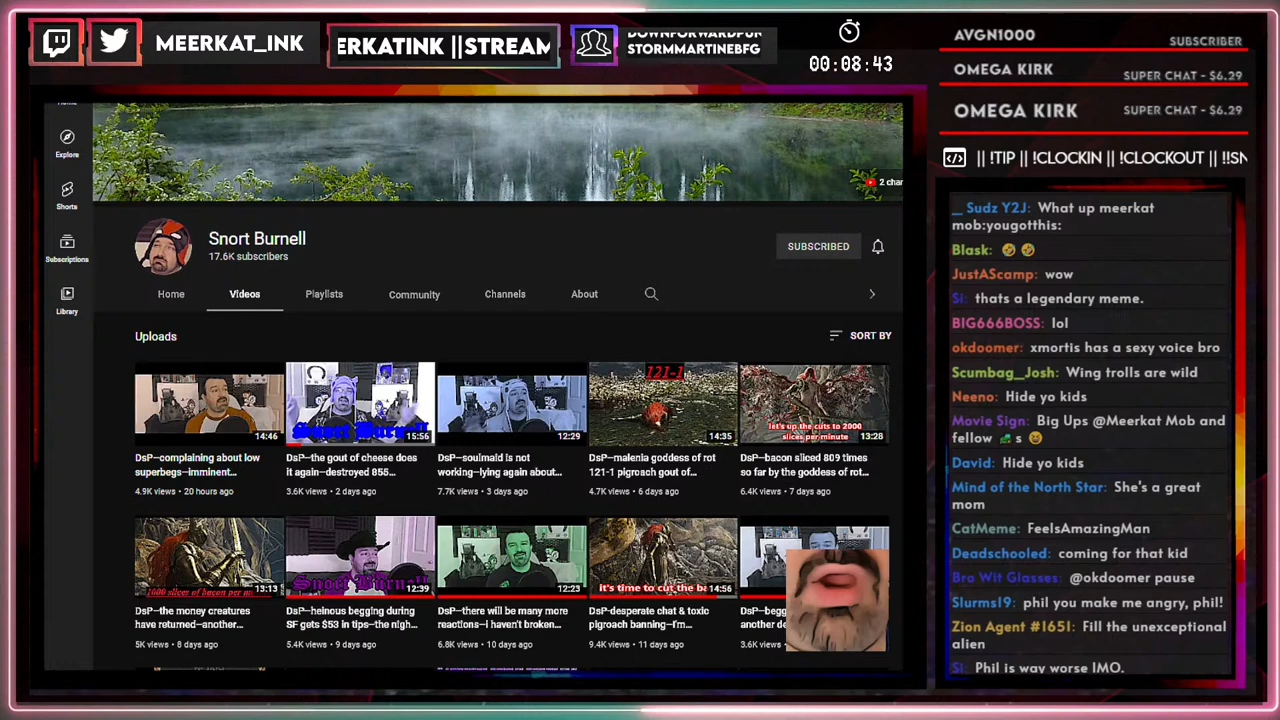 MEERKAT_INK
ERKATINK ||STREAM
DOWNFORWARDPUN
STORMMARTINEBFG
00:08:43
AVGN1000 SUBSCRIBER
OMEGA KIRK SUPER CHAT - $6.29
OMEGA KIRK SUPER CHAT - $6.29
|| !TIP || !CLOCKIN || !CLOCKOUT || !!SN
Home
Explore
Shorts
Subscriptions
Library
2 char
Snort Burnell
17.6K subscribers
SUBSCRIBED
Home Videos Playlists Community Channels About
Uploads
SORT BY
14:46
Snort Burnell
15:56
12:29
121-1
14:35
let's up the cuts to 2000
slices per minute
13:28
DsP--complaining about low
superbegs--imminent...
4.9K views • 20 hours ago
DsP--the gout of cheese does
it again--destroyed 855...
3.6K views • 2 days ago
DsP--soulmaid is not
working--lying again about...
7.7K views • 3 days ago
DsP--malenia goddess of rot
121-1 pigroach gout of...
4.7K views • 6 days ago
DsP--bacon sliced 809 times
so far by the goddess of rot...
6.4K views • 7 days ago
1000 slices of bacon per m
13:13
Snort Burnell
12:39
12:23
it's time to cut the ba
14:56
DsP--the money creatures
have returned--another...
5K views • 8 days ago
DsP--heinous begging during
SF gets $53 in tips--the nigh...
5.4K views • 9 days ago
DsP--there will be many more
reactions--i haven't broken...
6.8K views • 10 days ago
DsP-desperate chat & toxic
pigroach banning--I'm...
9.4K views • 11 days ago
DsP--begg
another de
3.6K views
_ Sudz Y2J: What up meerkat
mob:yougotthis:
Blask: 🤣 🤣
JustAScamp: wow
Si: thats a legendary meme.
BIG666BOSS: lol
okdoomer: xmortis has a sexy voice bro
Scumbag_Josh: Wing trolls are wild
Neeno: Hide yo kids
Movie Sign: Big Ups @Meerkat Mob and
fellow s
David: Hide yo kids
Mind of the North Star: She's a great
mom
CatMeme: FeelsAmazingMan
Deadschooled: coming for that kid
Bro Wit Glasses: @okdoomer pause
Slurms19: phil you make me angry, phil!
Zion Agent #1651: Fill the unexceptional
alien
Si: Phil is way worse IMO.